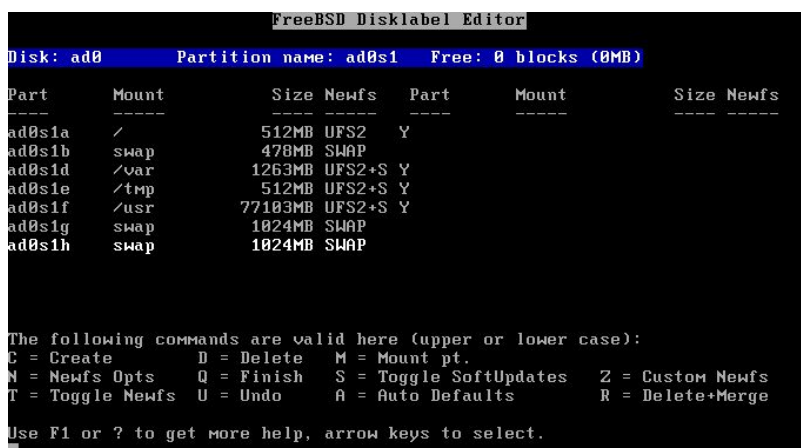 FreeBSD Disklabel Editor
Disk: ad0 Partition name: ad0s1 Free: 0 blocks (0MB)
Part Mount Size Newfs Part Mount Size Newfs
---- ----- ---- ----- ---- ----- ---- -----
ad0s1a / 512MB UFS2 Y
ad0s1b swap 478MB SWAP
ad0s1d /var 1263MB UFS2+S Y
ad0s1e /tmp 512MB UFS2+S Y
ad0s1f /usr 77103MB UFS2+S Y
ad0s1g swap 1024MB SWAP
ad0s1h swap 1024MB SWAP
The following commands are valid here (upper or lower case):
C = Create D = Delete M = Mount pt.
N = Newfs Opts Q = Finish S = Toggle SoftUpdates Z = Custom Newfs
T = Toggle Newfs U = Undo A = Auto Defaults R = Delete+Merge
Use F1 or ? to get more help, arrow keys to select.